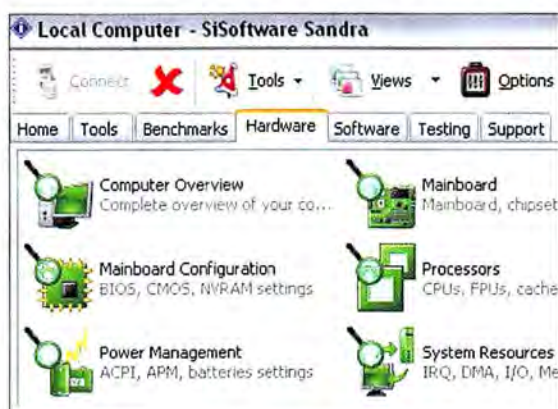 Local Computer - SiSoftware Sandra
Connect Tools Views Options
Home Tools Benchmarks Hardware Software Testing Support
Computer Overview
Complete overview of your co...
Mainboard
Mainboard, chipset
Mainboard Configuration
BIOS, CMOS, NVRAM settings
Processors
CPUs, FPUs, cache
Power Management
ACPI, APM, batteries settings
System Resources
IRQ, DMA, I/O, Me